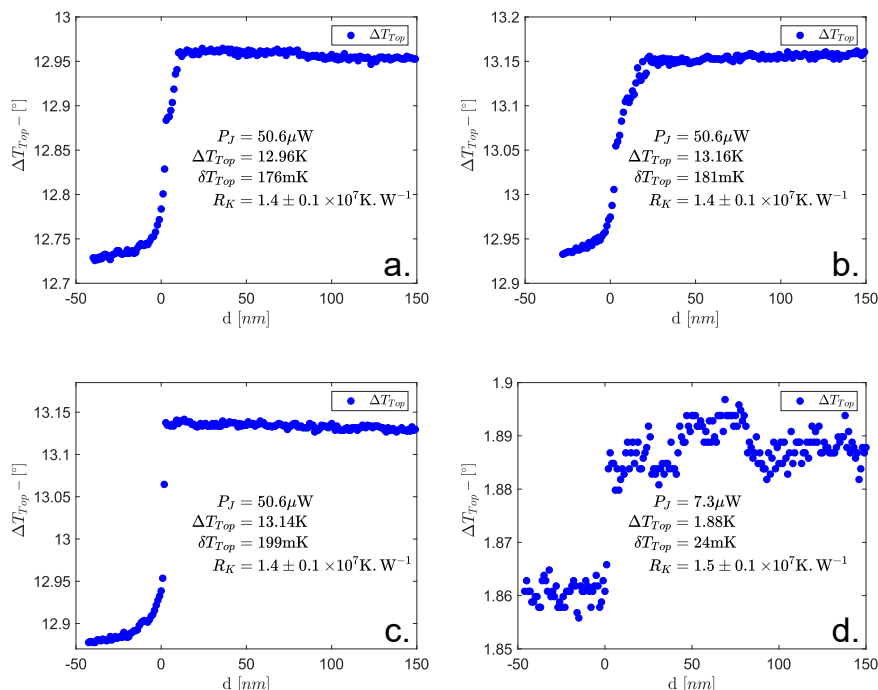 13
12.95
12.9
12.85
12.8
12.75
12.7
-50
0
50
100
150
d [nm]
ΔT_Top − [°]
ΔT_Top
P_J = 50.6μW
ΔT_Top = 12.96K
δT_Top = 176mK
R_K = 1.4 ± 0.1 ×10^7K.W^−1
a.
13.2
13.15
13.1
13.05
13
12.95
12.9
-50
0
50
100
150
d [nm]
ΔT_Top − [°]
ΔT_Top
P_J = 50.6μW
ΔT_Top = 13.16K
δT_Top = 181mK
R_K = 1.4 ± 0.1 ×10^7K.W^−1
b.
13.15
13.1
13.05
13
12.95
12.9
-50
0
50
100
150
d [nm]
ΔT_Top − [°]
ΔT_Top
P_J = 50.6μW
ΔT_Top = 13.14K
δT_Top = 199mK
R_K = 1.4 ± 0.1 ×10^7K.W^−1
c.
1.9
1.89
1.88
1.87
1.86
1.85
-50
0
50
100
150
d [nm]
ΔT_Top − [°]
ΔT_Top
P_J = 7.3μW
ΔT_Top = 1.88K
δT_Top = 24mK
R_K = 1.5 ± 0.1 ×10^7K.W^−1
d.